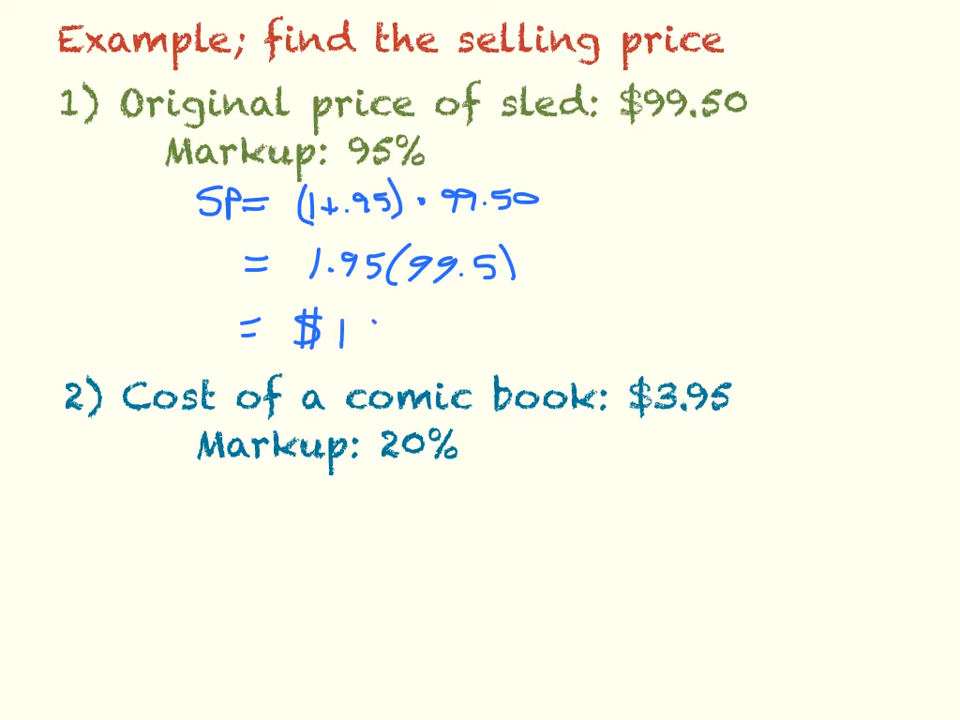 Example; find the selling price
1) Original price of sled: $99.50
Markup: 95%
SP= (1+.95) • 99.50
= 1.95(99.5)
= $1
2) Cost of a comic book: $3.95
Markup: 20%